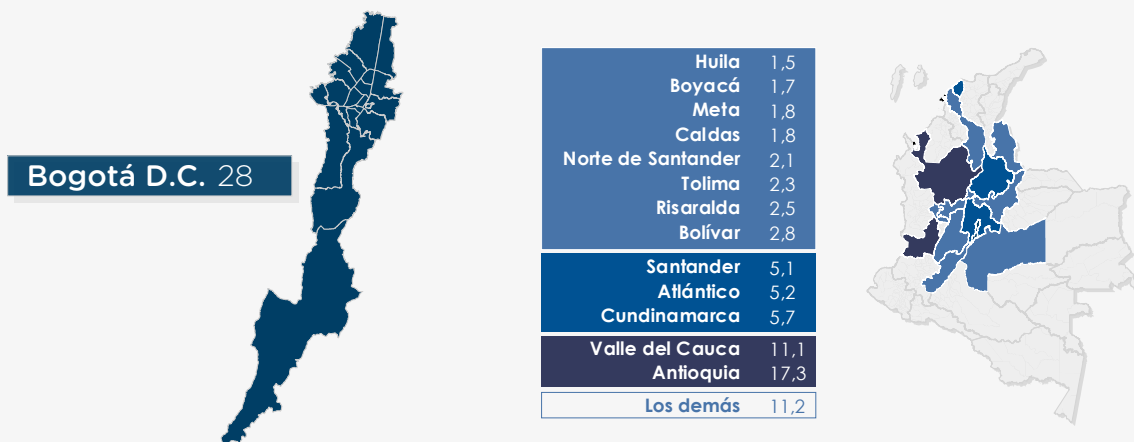 Bogotá D.C. 28
Huila 1,5
Boyacá 1,7
Meta 1,8
Caldas 1,8
Norte de Santander 2,1
Tolima 2,3
Risaralda 2,5
Bolívar 2,8
Santander 5,1
Atlántico 5,2
Cundinamarca 5,7
Valle del Cauca 11,1
Antioquia 17,3
Los demás 11,2